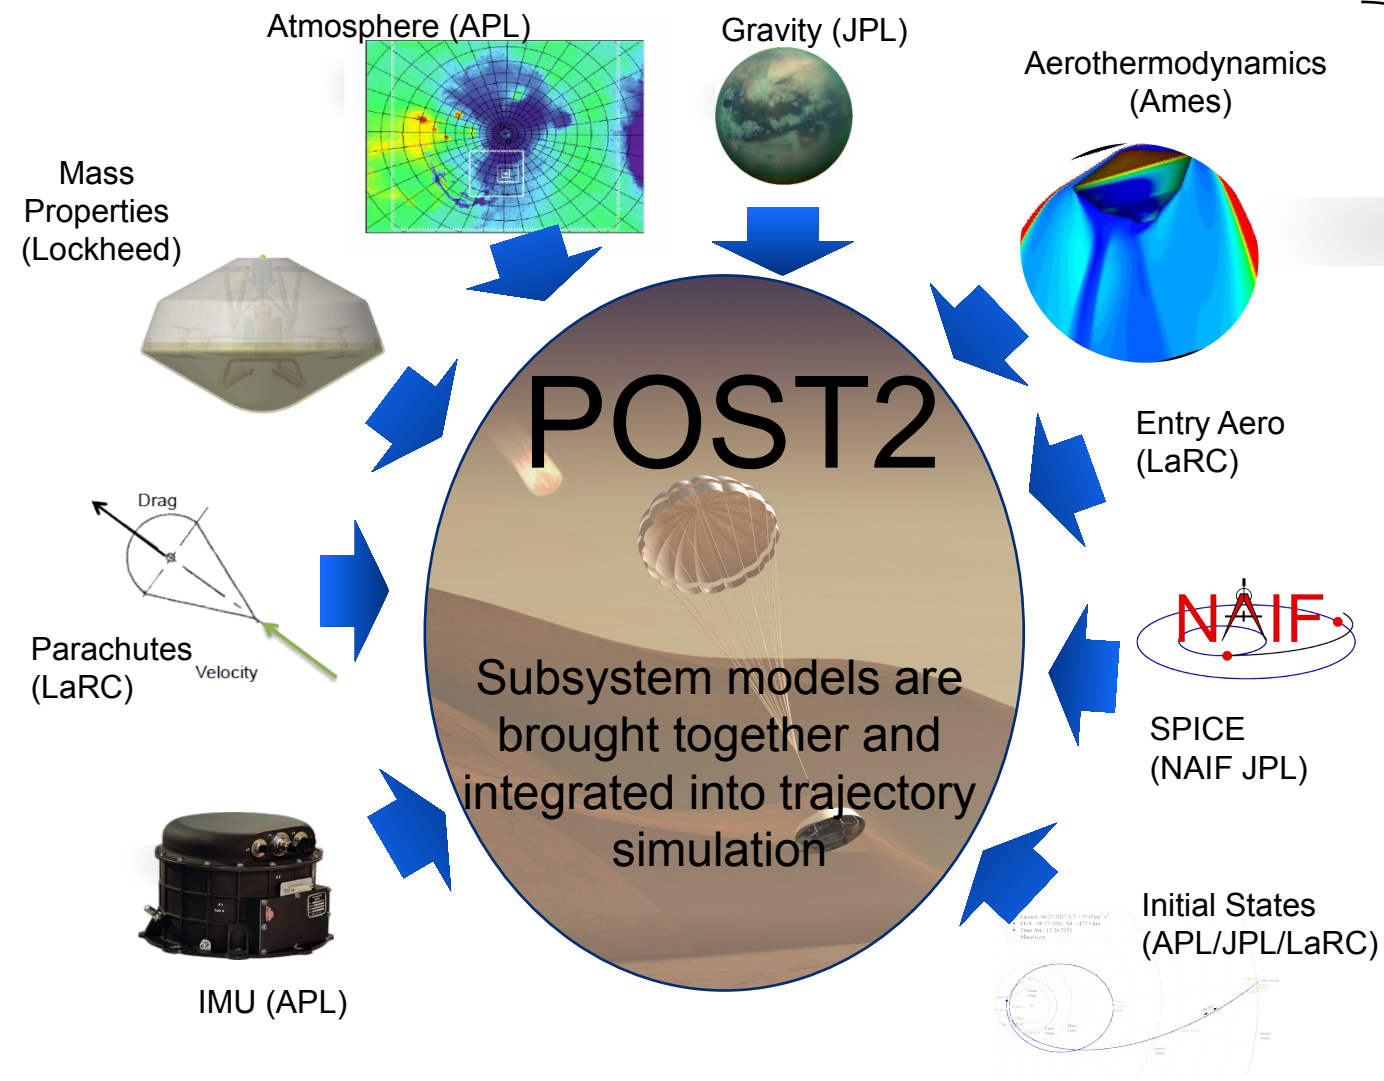 Atmosphere (APL)
Gravity (JPL)
Aerothermodynamics
(Ames)
Mass
Properties
(Lockheed)
POST2
Entry Aero
(LaRC)
Drag
Velocity
Parachutes
(LaRC)
NAIF
SPICE
(NAIF JPL)
Subsystem models are
brought together and
integrated into trajectory
simulation
IMU (APL)
Initial States
(APL/JPL/LaRC)